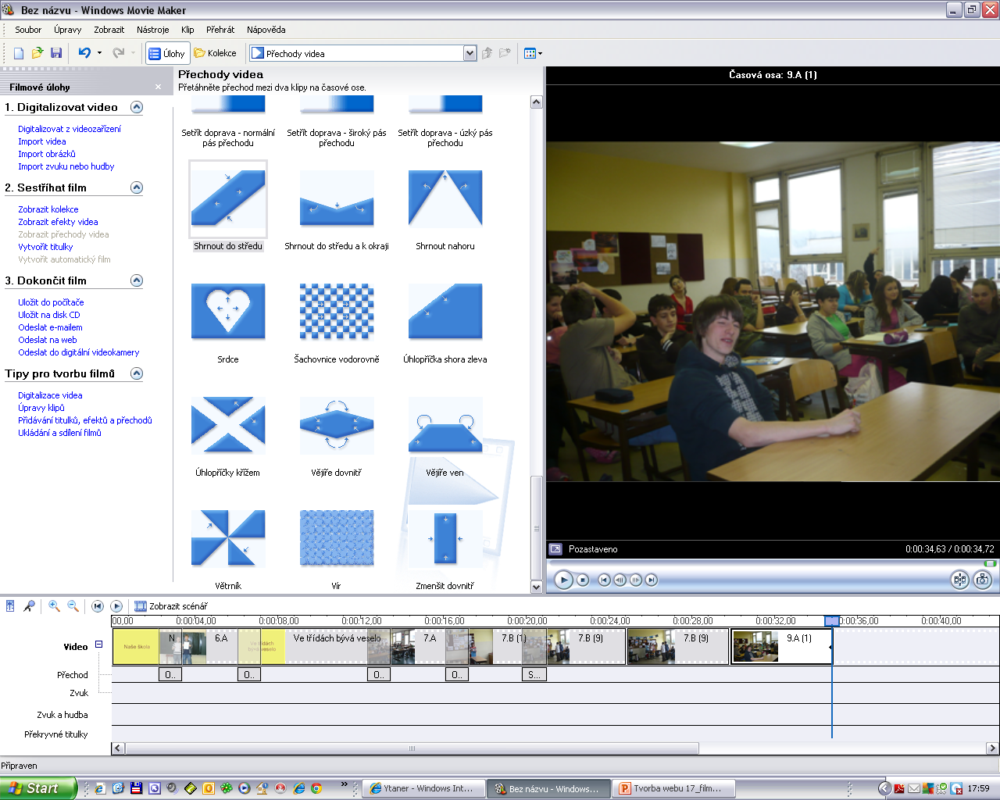 Bez názvu - Windows Movie Maker
Soubor Úpravy Zobrazit Nástroje Klip Přehrát Nápověda
Úlohy Kolekce Přechody videa
Filmové úlohy
1. Digitalizovat video
Digitalizovat z videozařízení
Import videa
Import obrázků
Import zvuku nebo hudby
2. Sestříhat film
Zobrazit kolekce
Zobrazit efekty videa
Zobrazit přechody videa
Vytvořit titulky
Vytvořit automatický film
3. Dokončit film
Uložit do počítače
Uložit na disk CD
Odeslat e-mailem
Odeslat na web
Odeslat do digitální videokamery
Tipy pro tvorbu filmů
Digitalizace videa
Úpravy klipů
Přidávání titulků, efektů a přechodů
Ukládání a sdílení filmů
Přechody videa
Přetáhněte přechod mezi dva klipy na časové ose.
Setřít doprava - normální pás přechodu
Setřít doprava - široký pás přechodu
Setřít doprava - úzký pás přechodu
Shrnout do středu
Shrnout do středu a k okraji
Shrnout nahoru
Srdce
Šachovnice vodorovně
Úhlopříčka shora zleva
Úhlopříčky křížem
Vějíře dovnitř
Vějíře ven
Větrník
Vír
Zmenšit dovnitř
Časová osa: 9.A (1)
Pozastaveno 0:00:34,63 / 0:00:34,72
Zobrazit scénář
00,00 0:00:04,00 0:00:08,00 0:00:12,00 0:00:16,00 0:00:20,00 0:00:24,00 0:00:28,00 0:00:32,00 0:00:36,00 0:00:40,00
Video Naše škola N 6.A Ve třídách bývá veselo Ve třídách bývá veselo 7.A 7.B (1) 7.B (9) 7.B (9) 9.A (1)
Přechod O.. O.. O.. O.. S...
Zvuk
Zvuk a hudba
Překryvné titulky
Připraven
Start Ytaner - Windows Int... Bez názvu - Windows... Tvorba webu 17_film... 17:59